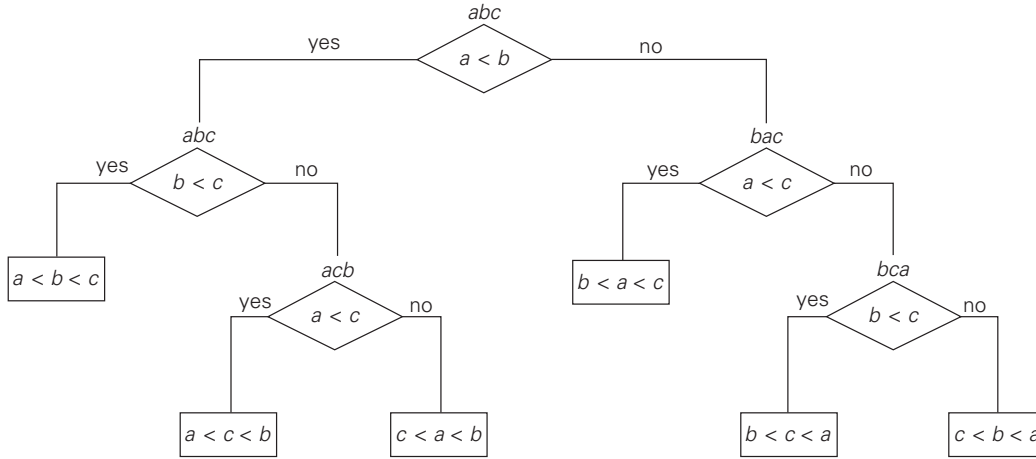 abc
yes
a < b
no
abc
bac
yes
b < c
no
yes
a < c
no
a < b < c
b < a < c
acb
bca
yes
a < c
no
yes
b < c
no
a < c < b
c < a < b
b < c < a
c < b < a